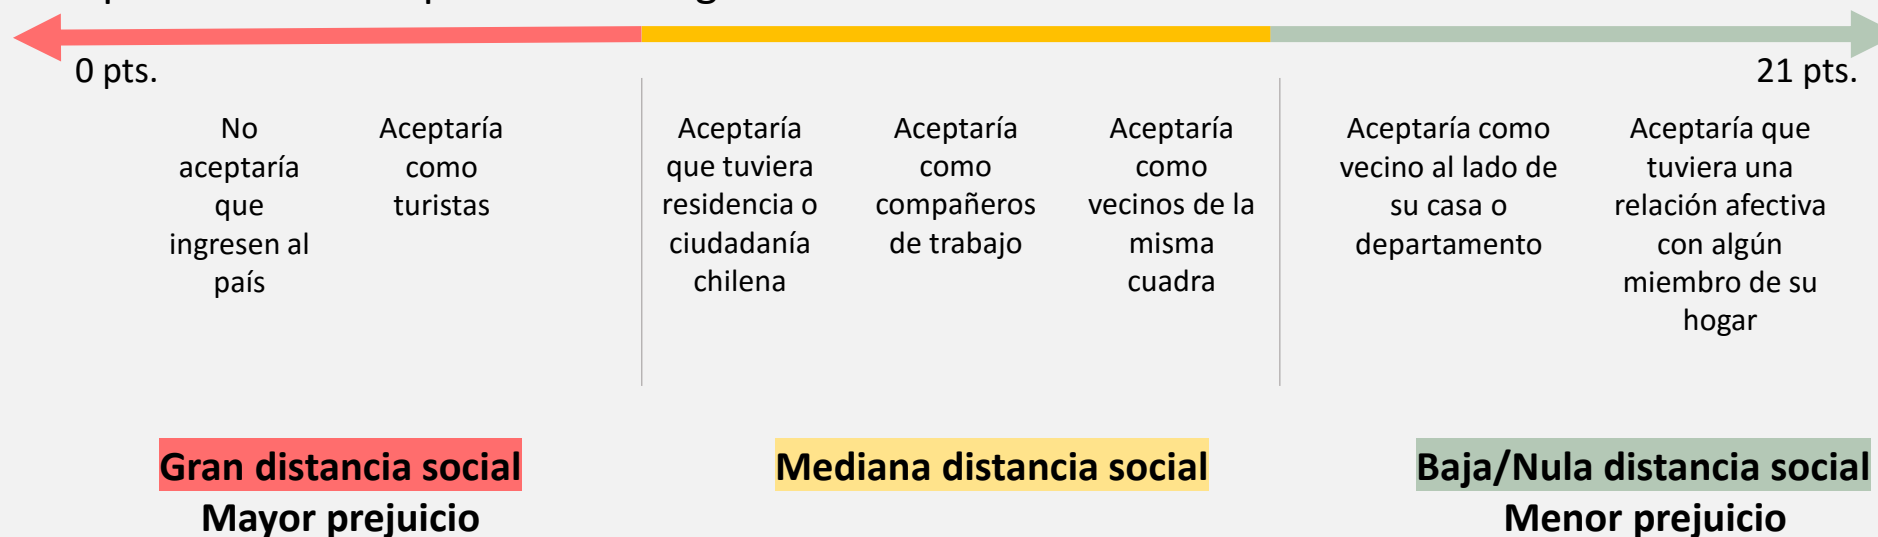 0 pts.
21 pts.
No
aceptaría
que
ingresen al
país
Aceptaría
como
turistas
Aceptaría
que tuviera
residencia o
ciudadanía
chilena
Aceptaría
como
compañeros
de trabajo
Aceptaría
como
vecinos de la
misma
cuadra
Aceptaría como
vecino al lado de
su casa o
departamento
Aceptaría que
tuviera una
relación afectiva
con algún
miembro de su
hogar
Gran distancia social
Mayor prejuicio
Mediana distancia social
Baja/Nula distancia social
Menor prejuicio